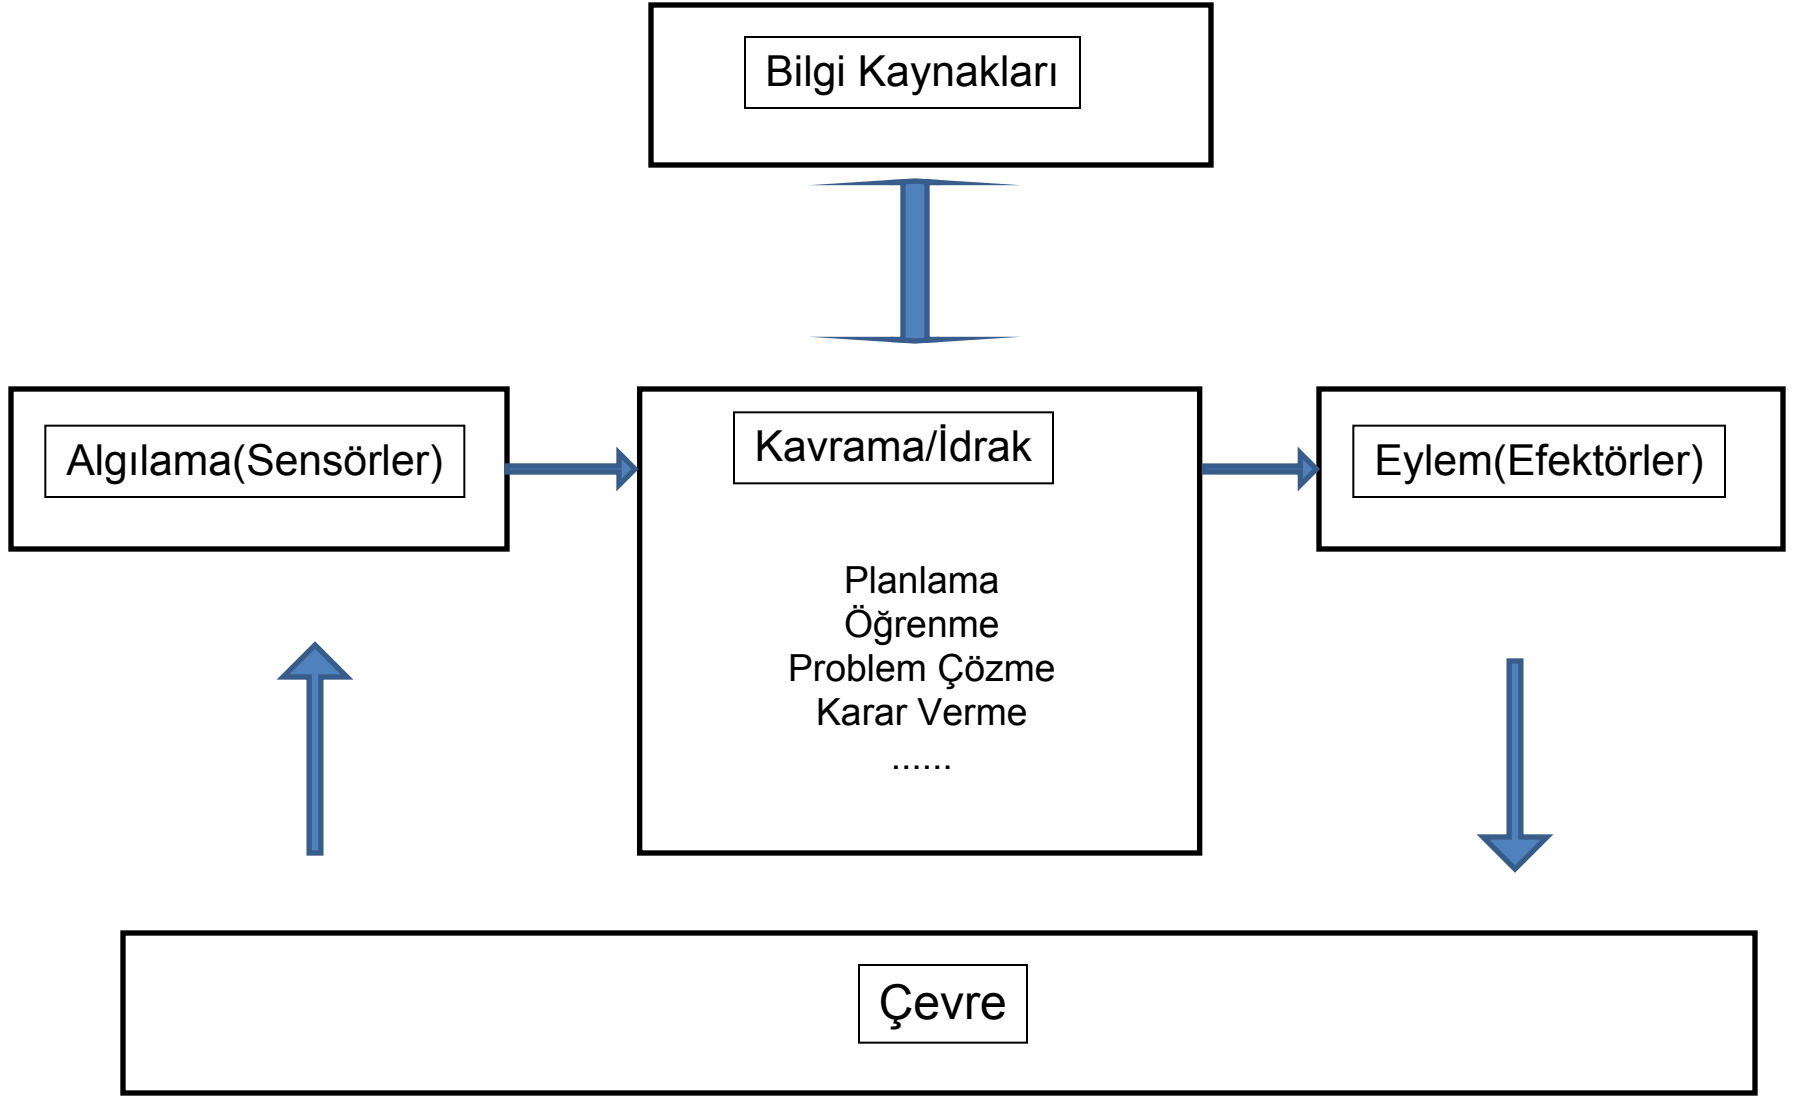 Bilgi Kaynakları
Algılama(Sensörler)
Kavrama/İdrak
Planlama
Öğrenme
Problem Çözme
Karar Verme
......
Eylem(Efektörler)
Çevre